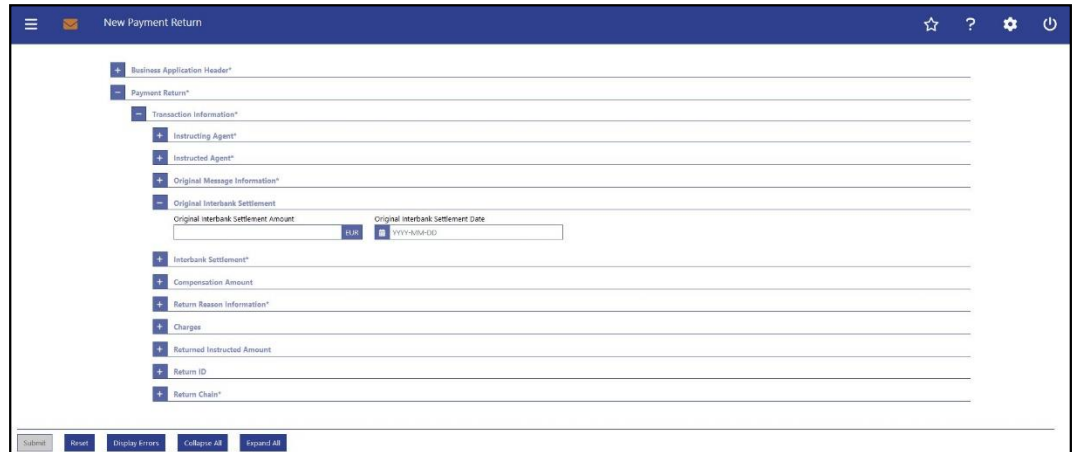 New Payment Return
?
+ Business Application Header*
− Payment Return*
− Transaction Information*
+ Instructing Agent*
+ Instructed Agent*
+ Original Message Information*
− Original Interbank Settlement
Original Interbank Settlement Amount Original Interbank Settlement Date
EUR YYYY-MM-DD
+ Interbank Settlement*
+ Compensation Amount
+ Return Reason Information*
+ Charges
+ Returned Instructed Amount
+ Return ID
+ Return Chain*
Submit Reset Display Errors Collapse All Expand All